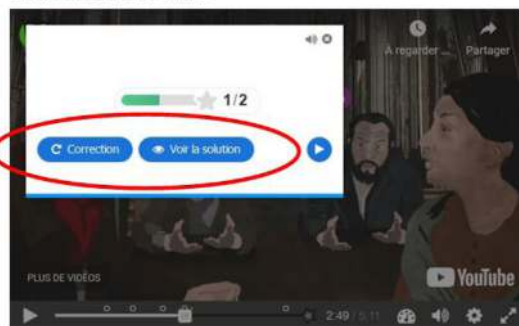 À regarder ... Partager
1/2
Correction Voir la solution
PLUS DE VIDÉOS
YouTube
2:49 / 5:11